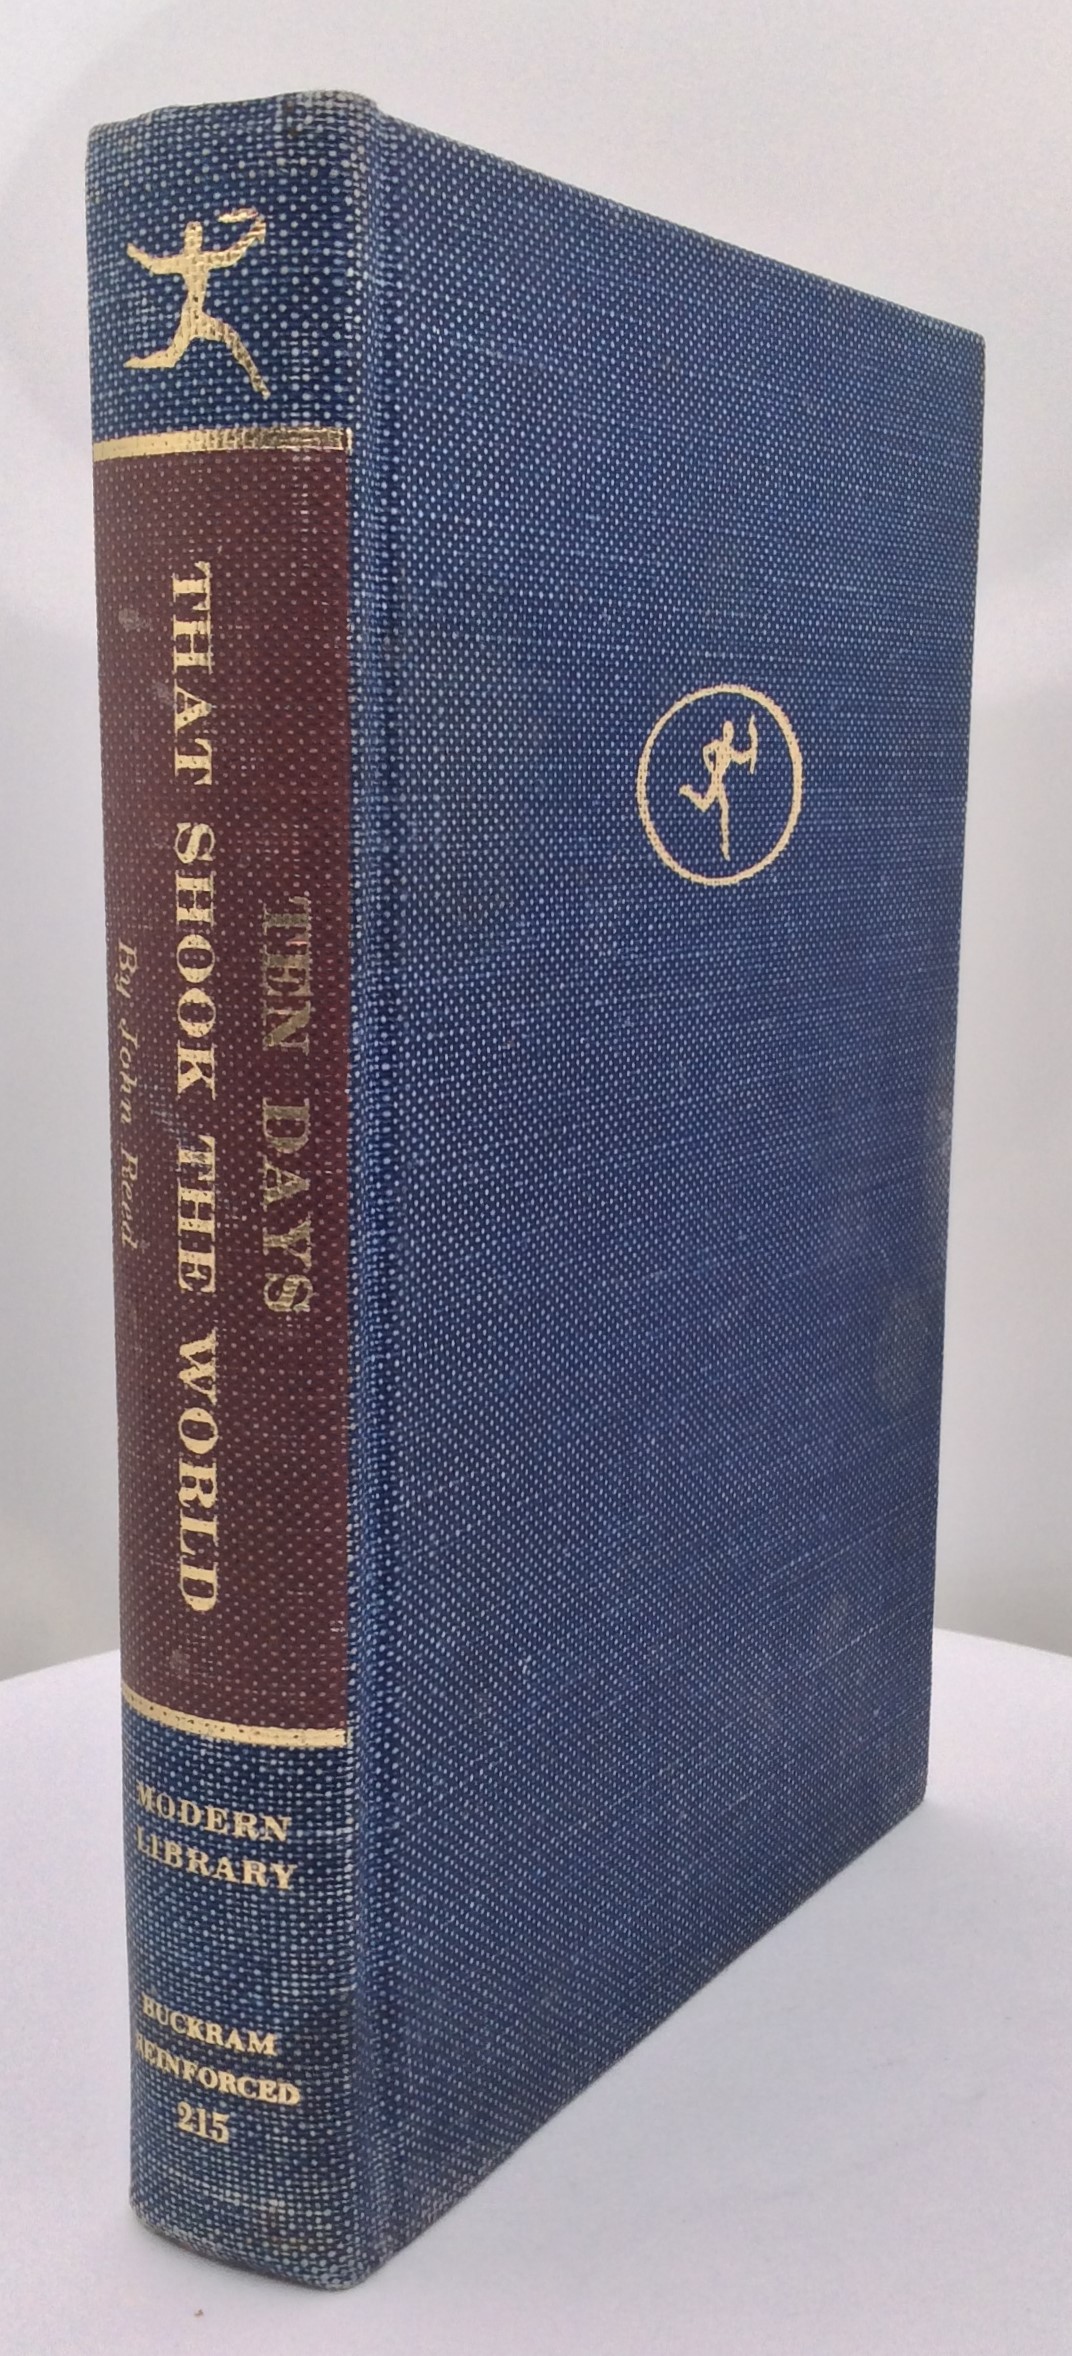 TEN DAYS
THAT SHOOK THE WORLD
By John Reed
MODERN
LIBRARY
BUCKRAM
REINFORCED
215